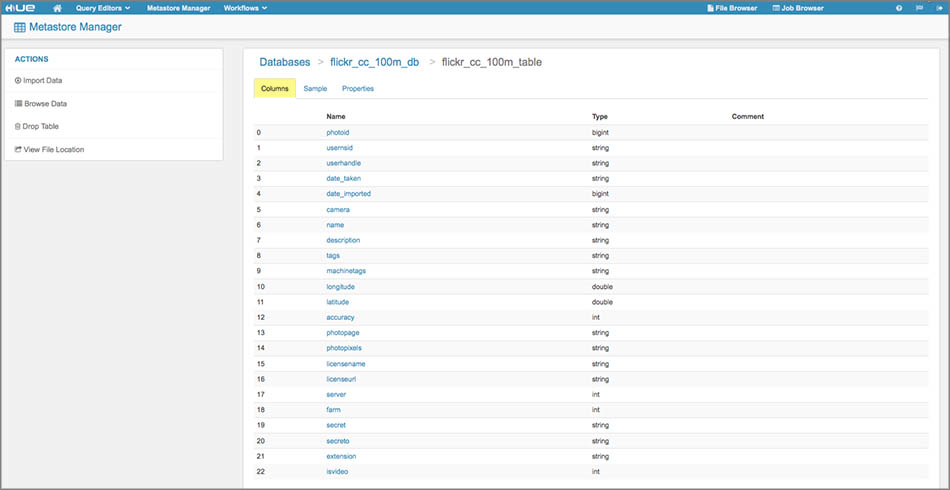 HUE Query Editors Metastore Manager Workflows File Browser Job Browser
Metastore Manager
ACTIONS
Import Data
Browse Data
Drop Table
View File Location
Databases > flickr_cc_100m_db > flickr_cc_100m_table
Columns Sample Properties
Name Type Comment
0 photoid bigint
1 usernsid string
2 userhandle string
3 date_taken string
4 date_imported bigint
5 camera string
6 name string
7 description string
8 tags string
9 machinetags string
10 longitude double
11 latitude double
12 accuracy int
13 photopage string
14 photopixels string
15 licensename string
16 licenseurl string
17 server int
18 farm int
19 secret string
20 secreto string
21 extension string
22 isvideo int